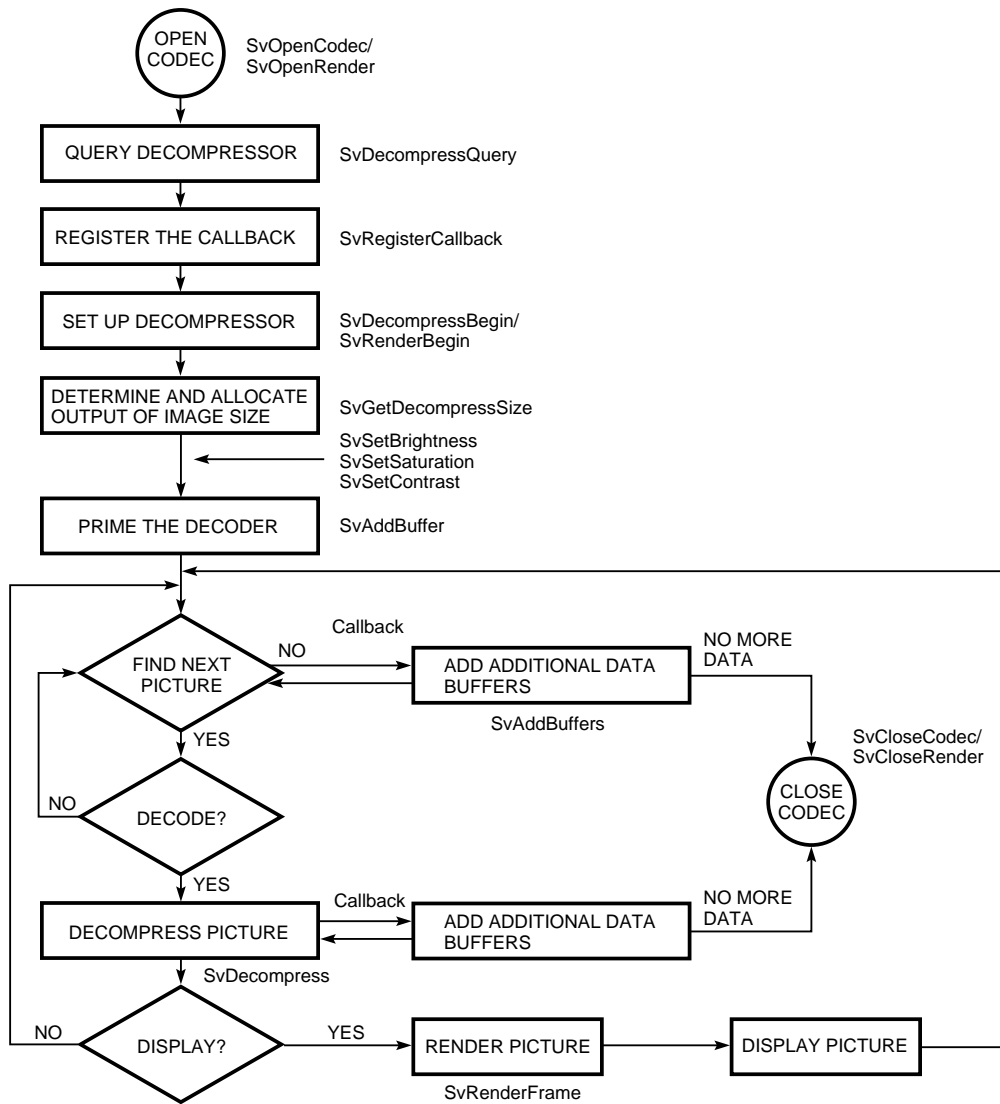 OPEN
CODEC
SvOpenCodec/
SvOpenRender
QUERY DECOMPRESSOR
SvDecompressQuery
REGISTER THE CALLBACK
SvRegisterCallback
SET UP DECOMPRESSOR
SvDecompressBegin/
SvRenderBegin
DETERMINE AND ALLOCATE
OUTPUT OF IMAGE SIZE
SvGetDecompressSize
SvSetBrightness
SvSetSaturation
SvSetContrast
PRIME THE DECODER
SvAddBuffer
FIND NEXT
PICTURE
NO
Callback
ADD ADDITIONAL DATA
BUFFERS
SvAddBuffers
NO MORE
DATA
SvCloseCodec/
SvCloseRender
CLOSE
CODEC
YES
NO
DECODE?
YES
DECOMPRESS PICTURE
Callback
ADD ADDITIONAL DATA
BUFFERS
NO MORE
DATA
SvDecompress
NO
DISPLAY?
YES
RENDER PICTURE
SvRenderFrame
DISPLAY PICTURE